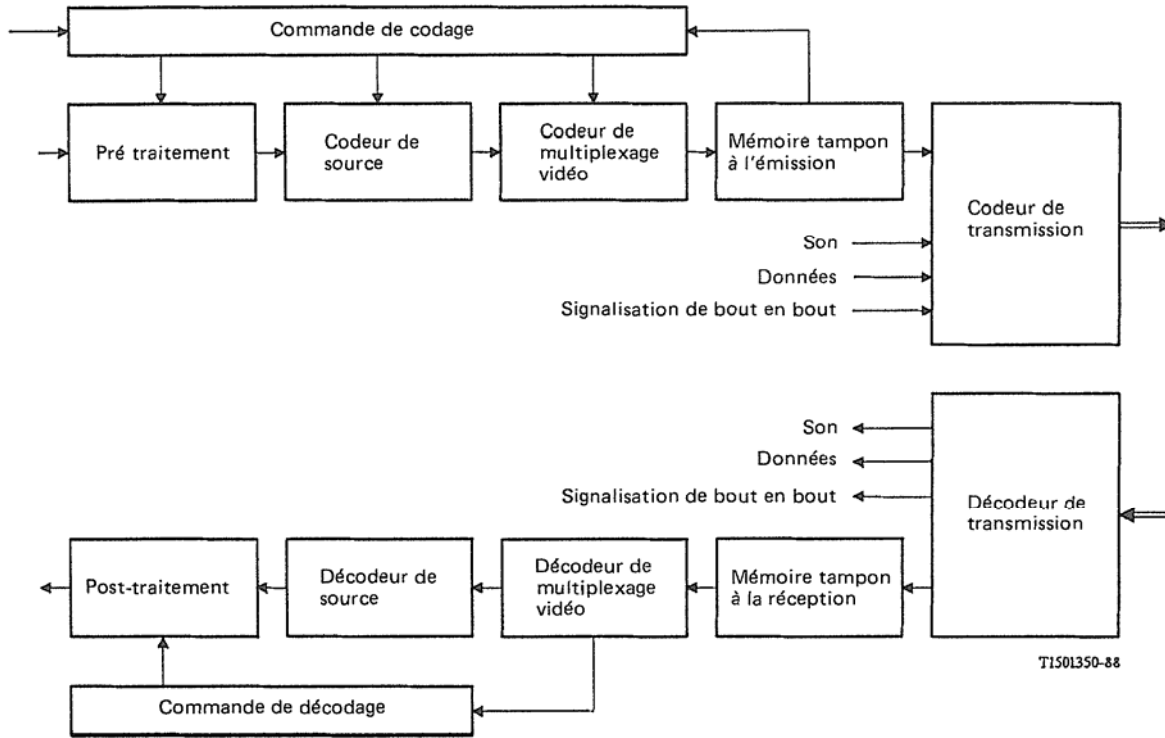 Commande de codage
Pré traitement
Codeur de
source
Codeur de
multiplexage
vidéo
Mémoire tampon
à l'émission
Codeur de
transmission
Son
Données
Signalisation de bout en bout
Son
Données
Signalisation de bout en bout
Décodeur de
transmission
Post-traitement
Décodeur de
source
Décodeur de
multiplexage
vidéo
Mémoire tampon
à la réception
T1501350-88
Commande de décodage